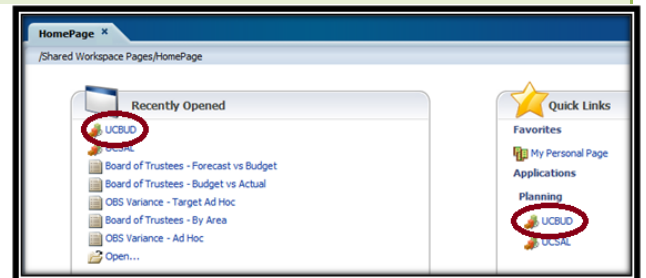 HomePage ×
/Shared Workspace Pages/HomePage
Recently Opened
UCBUD
UCSAL
Board of Trustees - Forecast vs Budget
Board of Trustees - Budget vs Actual
OBS Variance - Target Ad Hoc
Board of Trustees - By Area
OBS Variance - Ad Hoc
Open...
Quick Links
Favorites
My Personal Page
Applications
Planning
UCBUD
UCSAL